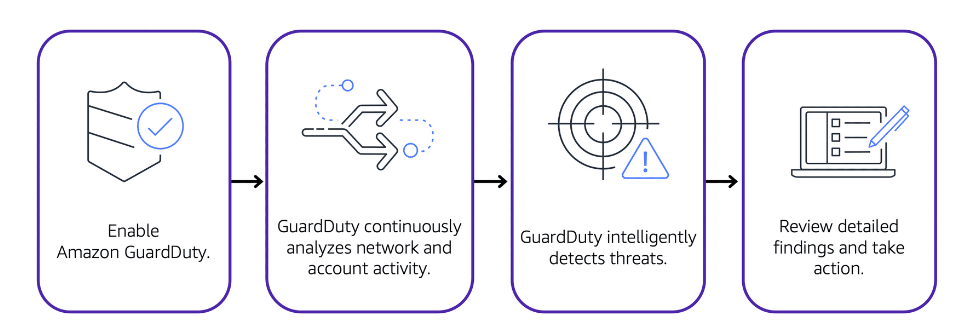 Enable
Amazon GuardDuty.
GuardDuty continuously
analyzes network and
account activity.
GuardDuty intelligently
detects threats.
Review detailed
findings and take
action.